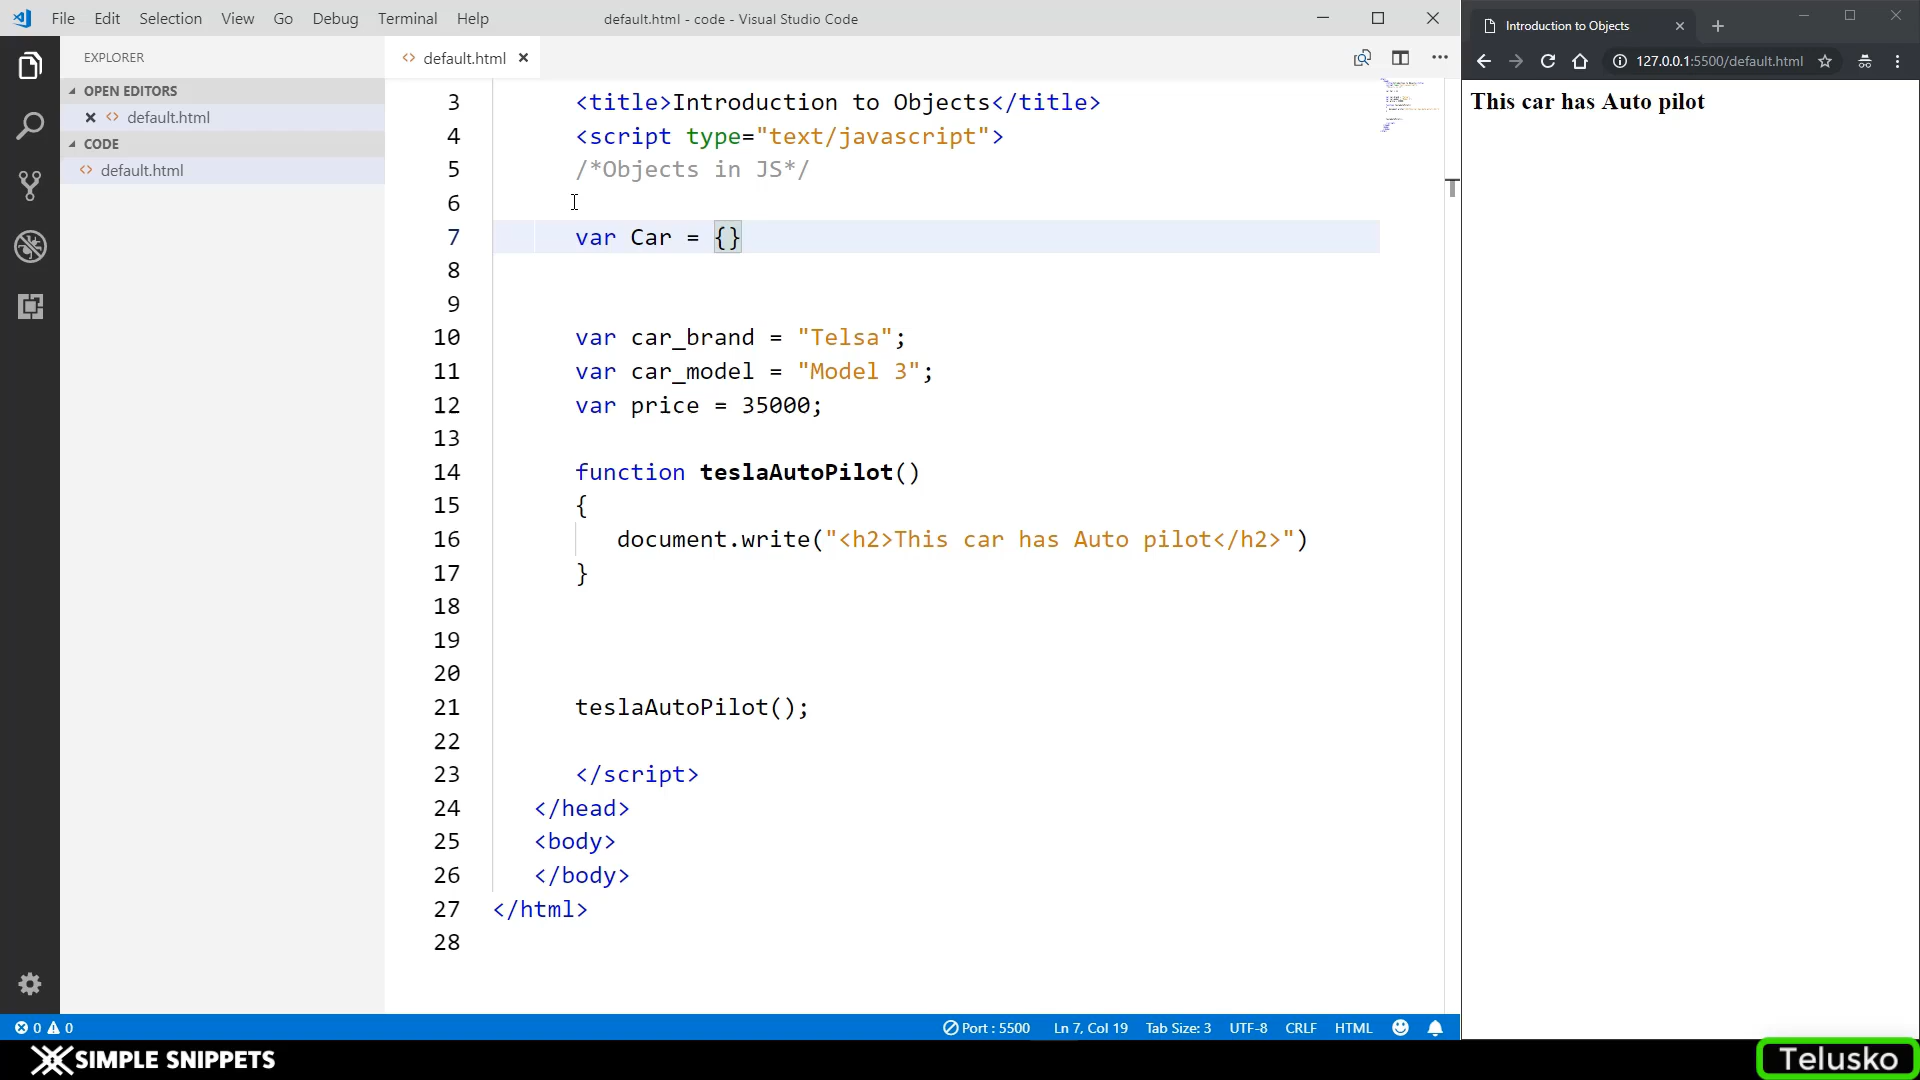 File Edit Selection View Go Debug Terminal Help
default.html - code - Visual Studio Code
EXPLORER
OPEN EDITORS
default.html
CODE
default.html
default.html
3 <title>Introduction to Objects</title>
4 <script type="text/javascript">
5 /*Objects in JS*/
6
7 var Car = {}
8
9
10 var car_brand = "Telsa";
11 var car_model = "Model 3";
12 var price = 35000;
13
14 function teslaAutoPilot()
15 {
16 document.write("<h2>This car has Auto pilot</h2>")
17 }
18
19
20
21 teslaAutoPilot();
22
23 </script>
24 </head>
25 <body>
26 </body>
27 </html>
28
0 0
Port : 5500 Ln 7, Col 19 Tab Size: 3 UTF-8 CRLF HTML
Introduction to Objects
127.0.0.1:5500/default.html
This car has Auto pilot
SIMPLE SNIPPETS
Telusko